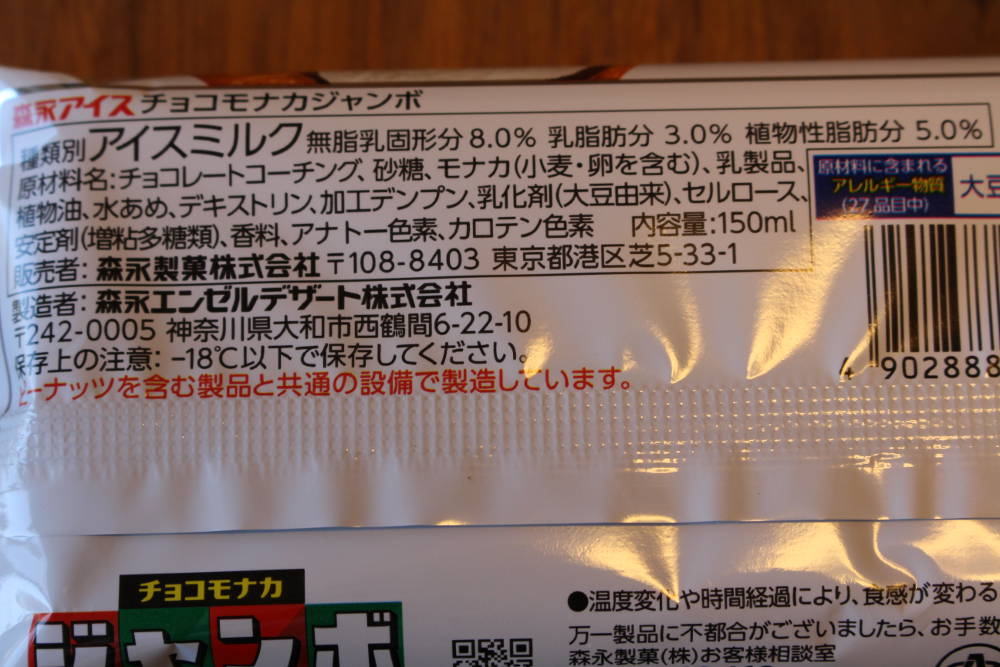 森永アイス チョコモナカジャンボ
種類別 アイスミルク 無脂乳固形分 8.0% 乳脂肪分 3.0% 植物性脂肪分 5.0%
原材料名:チョコレートコーチング、砂糖、モナカ(小麦・卵を含む)、乳製品、
植物油、水あめ、デキストリン、加工デンプン、乳化剤(大豆由来)、セルロース、
安定剤(増粘多糖類)、香料、アナトー色素、カロテン色素 内容量:150ml
販売者:森永製菓株式会社 〒108-8403 東京都港区芝5-33-1
製造者:森永エンゼルデザート株式会社
〒242-0005 神奈川県大和市西鶴間6-22-10
保存上の注意:-18℃以下で保存してください。
ピーナッツを含む製品と共通の設備で製造しています。
原材料に含まれる
アレルギー物質
(27品目中)
大豆
4 902888
チョコモナカ
ジャンボ
●温度変化や時間経過により、食感が変わる
万一製品に不都合がございましたら、お手数
森永製菓(株)お客様相談室